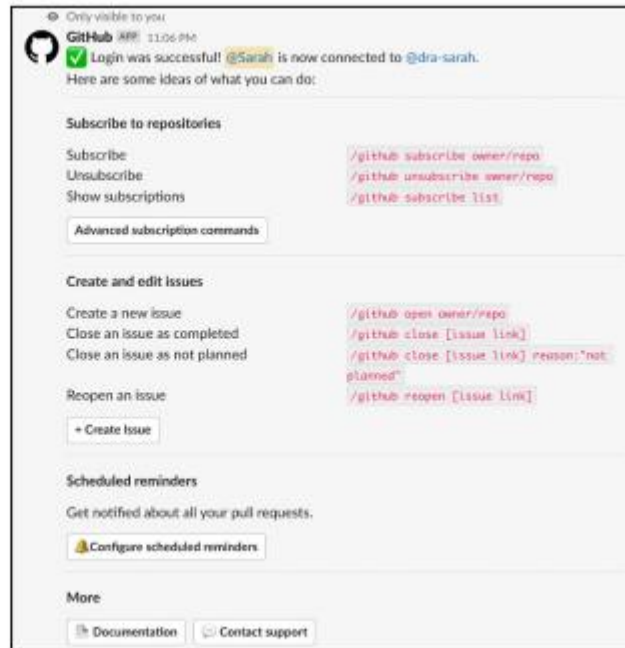 Only visible to you
GitHub APP 11:06 PM
✅ Login was successful! @Sarah is now connected to @dra-sarah.
Here are some ideas of what you can do:
Subscribe to repositories
Subscribe /github subscribe owner/repo
Unsubscribe /github unsubscribe owner/repo
Show subscriptions /github subscribe list
Advanced subscription commands
Create and edit issues
Create a new issue /github open owner/repo
Close an issue as completed /github close [issue link]
Close an issue as not planned /github close [issue link] reason:"not
planned"
Reopen an issue /github reopen [issue link]
+ Create Issue
Scheduled reminders
Get notified about all your pull requests.
🔔Configure scheduled reminders
More
Documentation Contact support